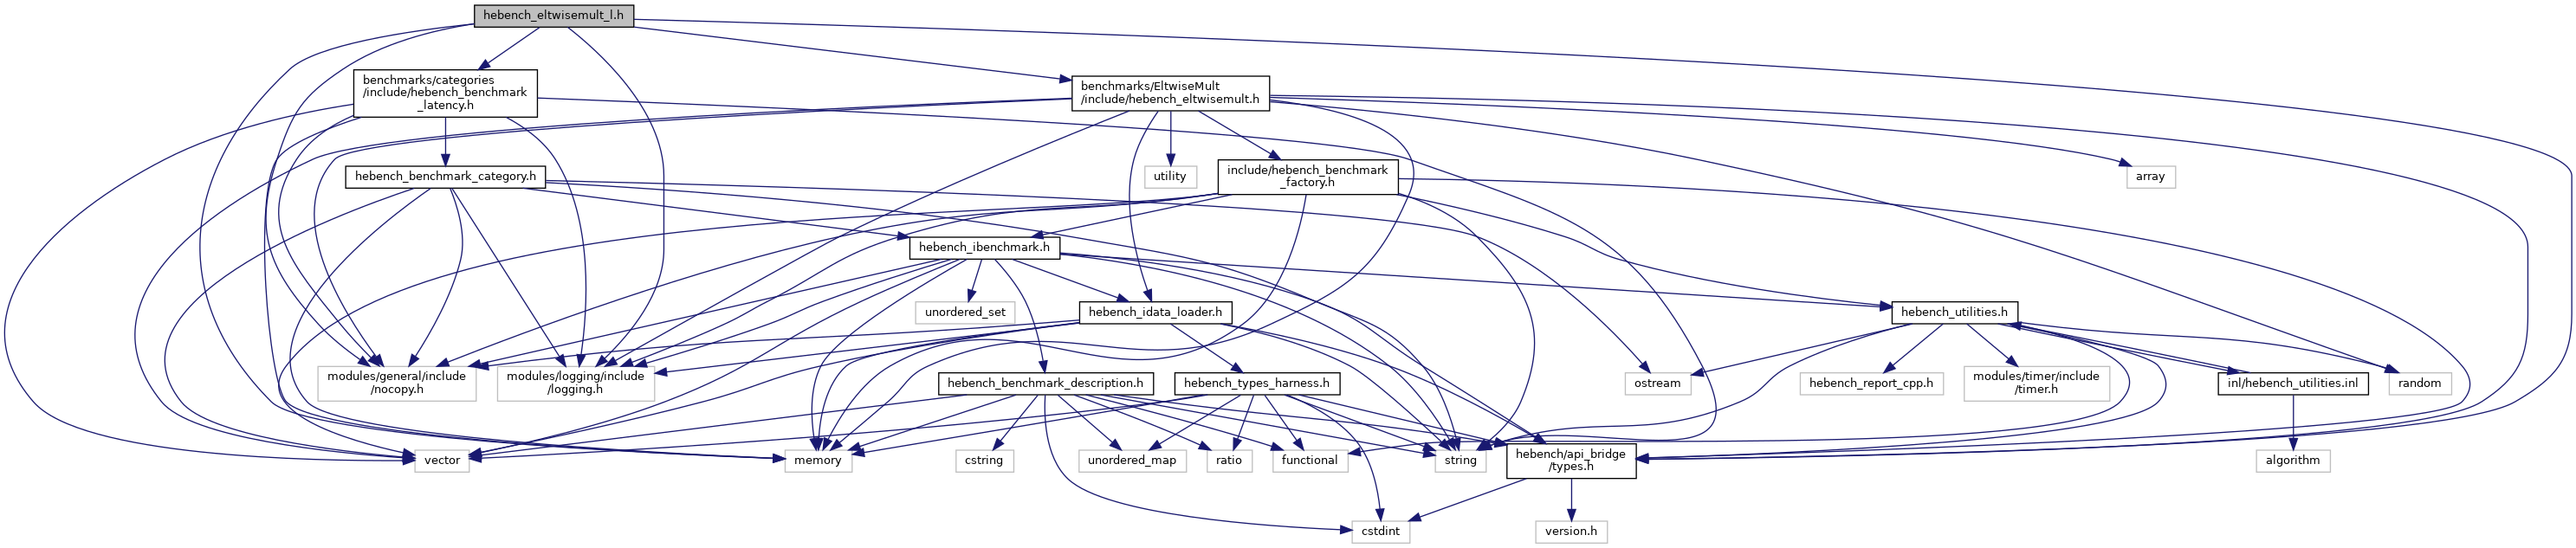 hebench_eltwisemult_l.h
benchmarks/categories
/include/hebench_benchmark
_latency.h
benchmarks/EltwiseMult
/include/hebench_eltwisemult.h
hebench_benchmark_category.h
utility
include/hebench_benchmark
_factory.h
array
hebench_ibenchmark.h
unordered_set
hebench_idata_loader.h
hebench_utilities.h
modules/general/include
/nocopy.h
modules/logging/include
/logging.h
hebench_benchmark_description.h
hebench_types_harness.h
ostream
hebench_report_cpp.h
modules/timer/include
/timer.h
inl/hebench_utilities.inl
random
vector
memory
cstring
unordered_map
ratio
functional
string
hebench/api_bridge
/types.h
algorithm
cstdint
version.h